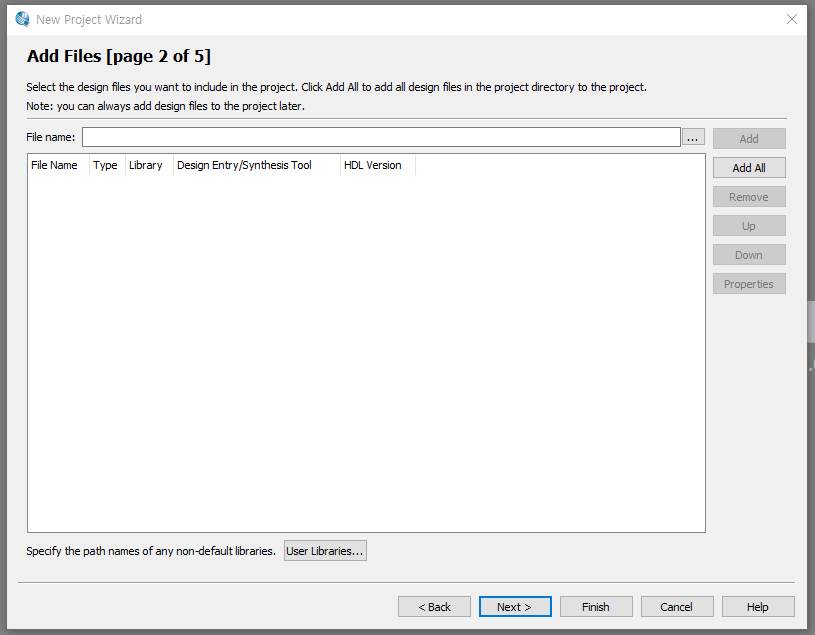 New Project Wizard
Add Files [page 2 of 5]
Select the design files you want to include in the project. Click Add All to add all design files in the project directory to the project.
Note: you can always add design files to the project later.
File name: ... Add
File Name Type Library Design Entry/Synthesis Tool HDL Version
Add All
Remove
Up
Down
Properties
Specify the path names of any non-default libraries. User Libraries...
< Back Next > Finish Cancel Help